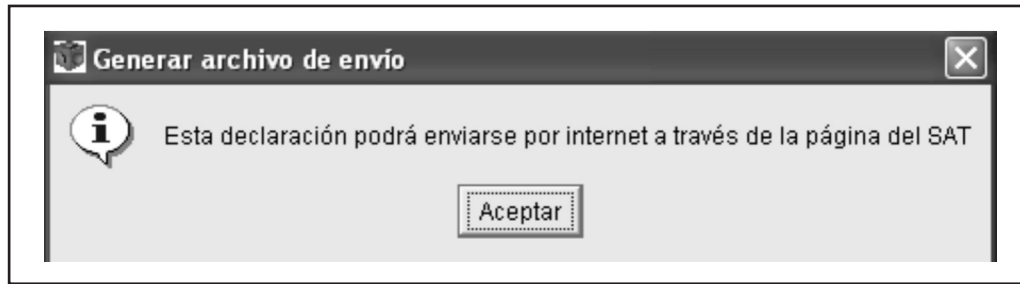 Generar archivo de envío
Esta declaración podrá enviarse por internet a través de la página del SAT
Aceptar